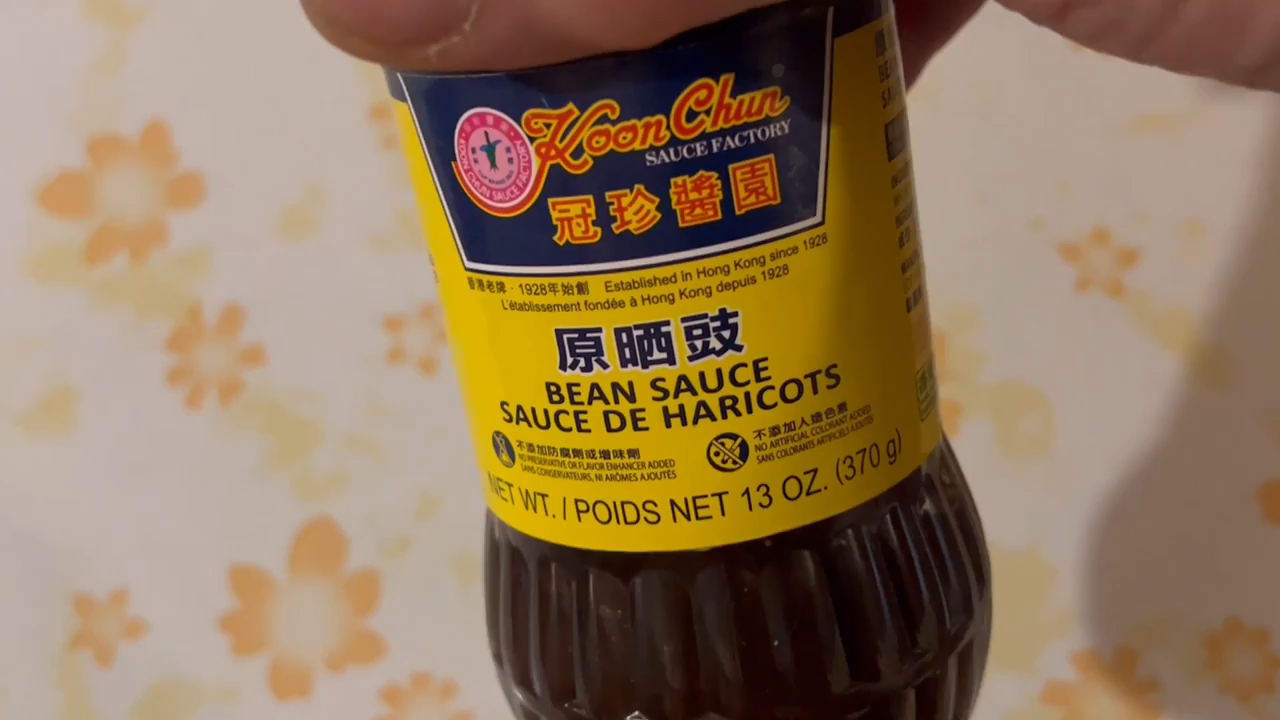 Koon Chun
SAUCE FACTORY
KOON CHUN SAUCE FACTORY
冠珍醬園
香港老牌 · 1928年始創 Established in Hong Kong since 1928
L'établissement fondée à Hong Kong depuis 1928
原晒豉
BEAN SAUCE
SAUCE DE HARICOTS
不添加防腐劑或增味劑
NO PRESERVATIVE OR FLAVOR ENHANCER ADDED
SANS CONSERVATEURS, NI ARÔMES AJOUTÉS
不添加人造色素
NO ARTIFICIAL COLORANT ADDED
SANS COLORANTS ARTIFICIELS AJOUTÉS
NET WT. / POIDS NET 13 OZ. (370 g)